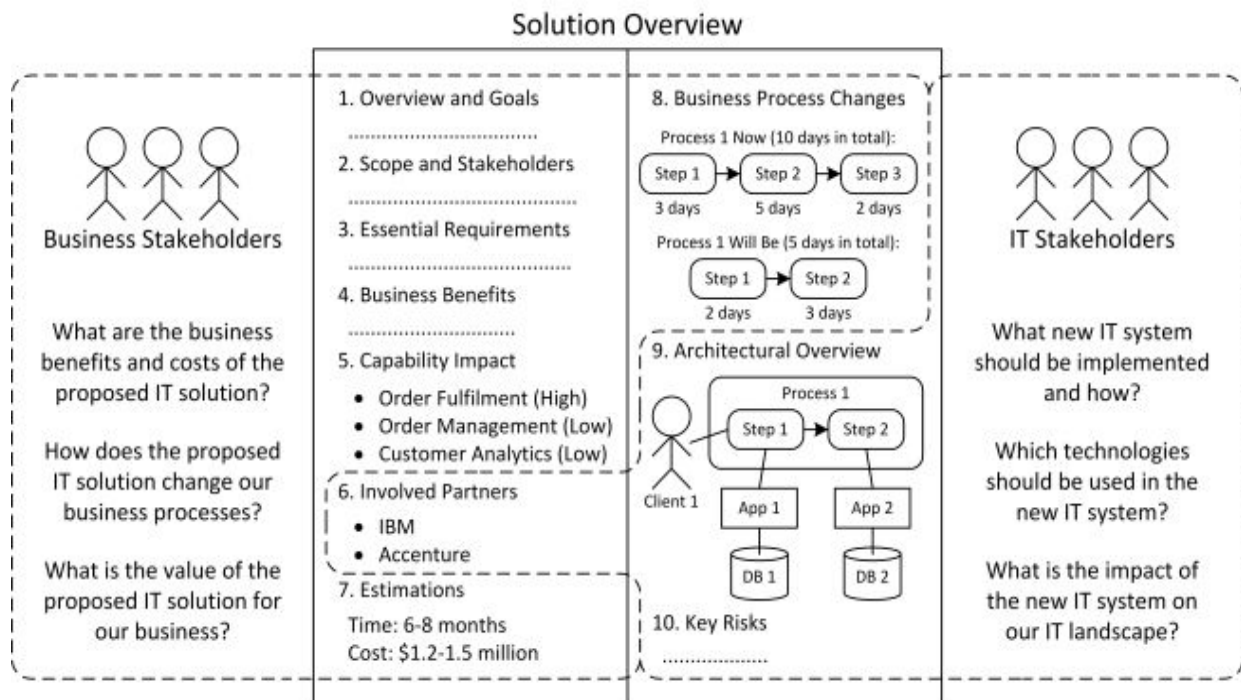 Solution Overview
Business Stakeholders
What are the business
benefits and costs of the
proposed IT solution?
How does the proposed
IT solution change our
business processes?
What is the value of the
proposed IT solution for
our business?
1. Overview and Goals
2. Scope and Stakeholders
3. Essential Requirements
4. Business Benefits
5. Capability Impact
• Order Fulfilment (High)
• Order Management (Low)
• Customer Analytics (Low)
6. Involved Partners
• IBM
• Accenture
7. Estimations
Time: 6-8 months
Cost: $1.2-1.5 million
8. Business Process Changes
Process 1 Now (10 days in total):
Step 1 Step 2 Step 3
3 days 5 days 2 days
Process 1 Will Be (5 days in total):
Step 1 Step 2
2 days 3 days
9. Architectural Overview
Process 1
Step 1 Step 2
Client 1
App 1 App 2
DB 1 DB 2
10. Key Risks
IT Stakeholders
What new IT system
should be implemented
and how?
Which technologies
should be used in the
new IT system?
What is the impact of
the new IT system on
our IT landscape?